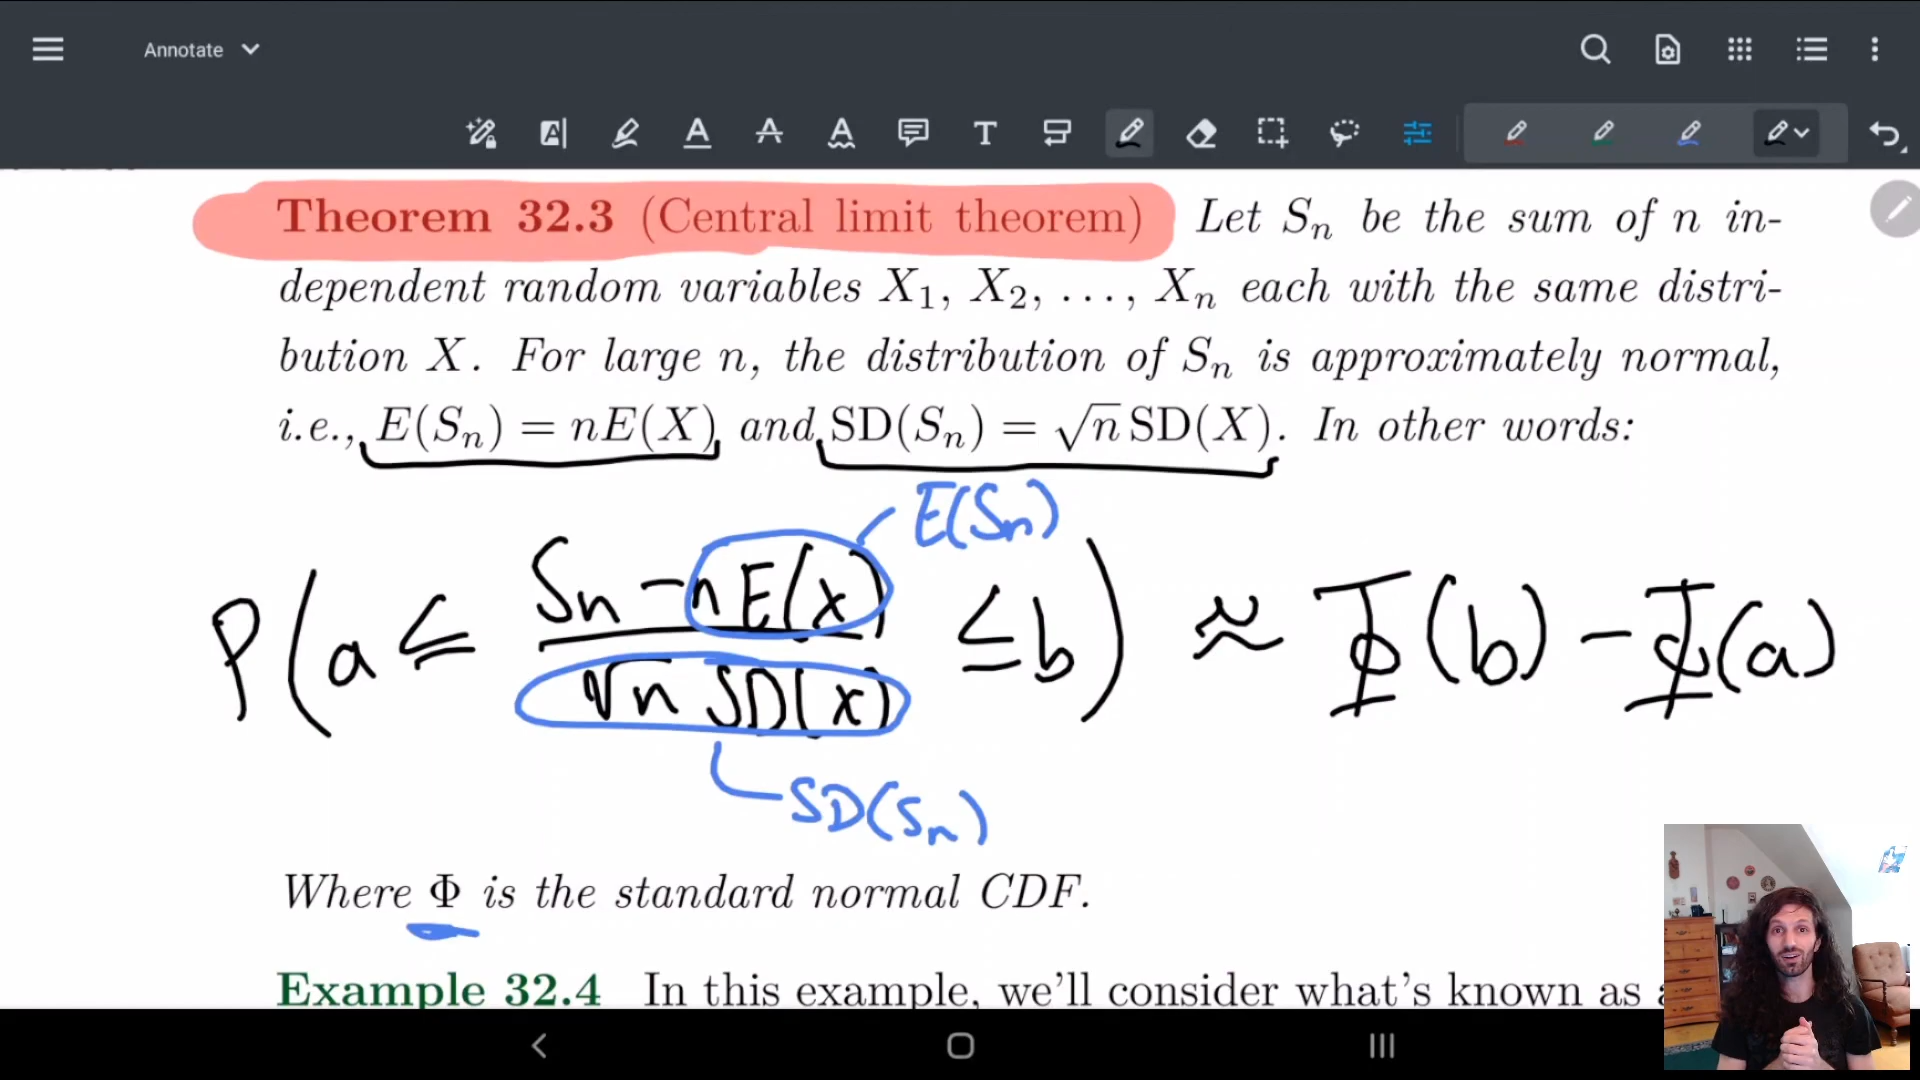 Annotate
Theorem 32.3 (Central limit theorem) Let Sₙ be the sum of n in-
dependent random variables X₁, X₂, ..., Xₙ each with the same distri-
bution X. For large n, the distribution of Sₙ is approximately normal,
i.e., E(Sₙ) = nE(X) and SD(Sₙ) = √n SD(X). In other words:
E(Sₙ)
P(a ≤ (Sₙ - nE(X)) / (√n SD(X)) ≤ b) ≈ Φ(b) - Φ(a)
SD(Sₙ)
Where Φ is the standard normal CDF.
Example 32.4 In this example, we'll consider what's known as